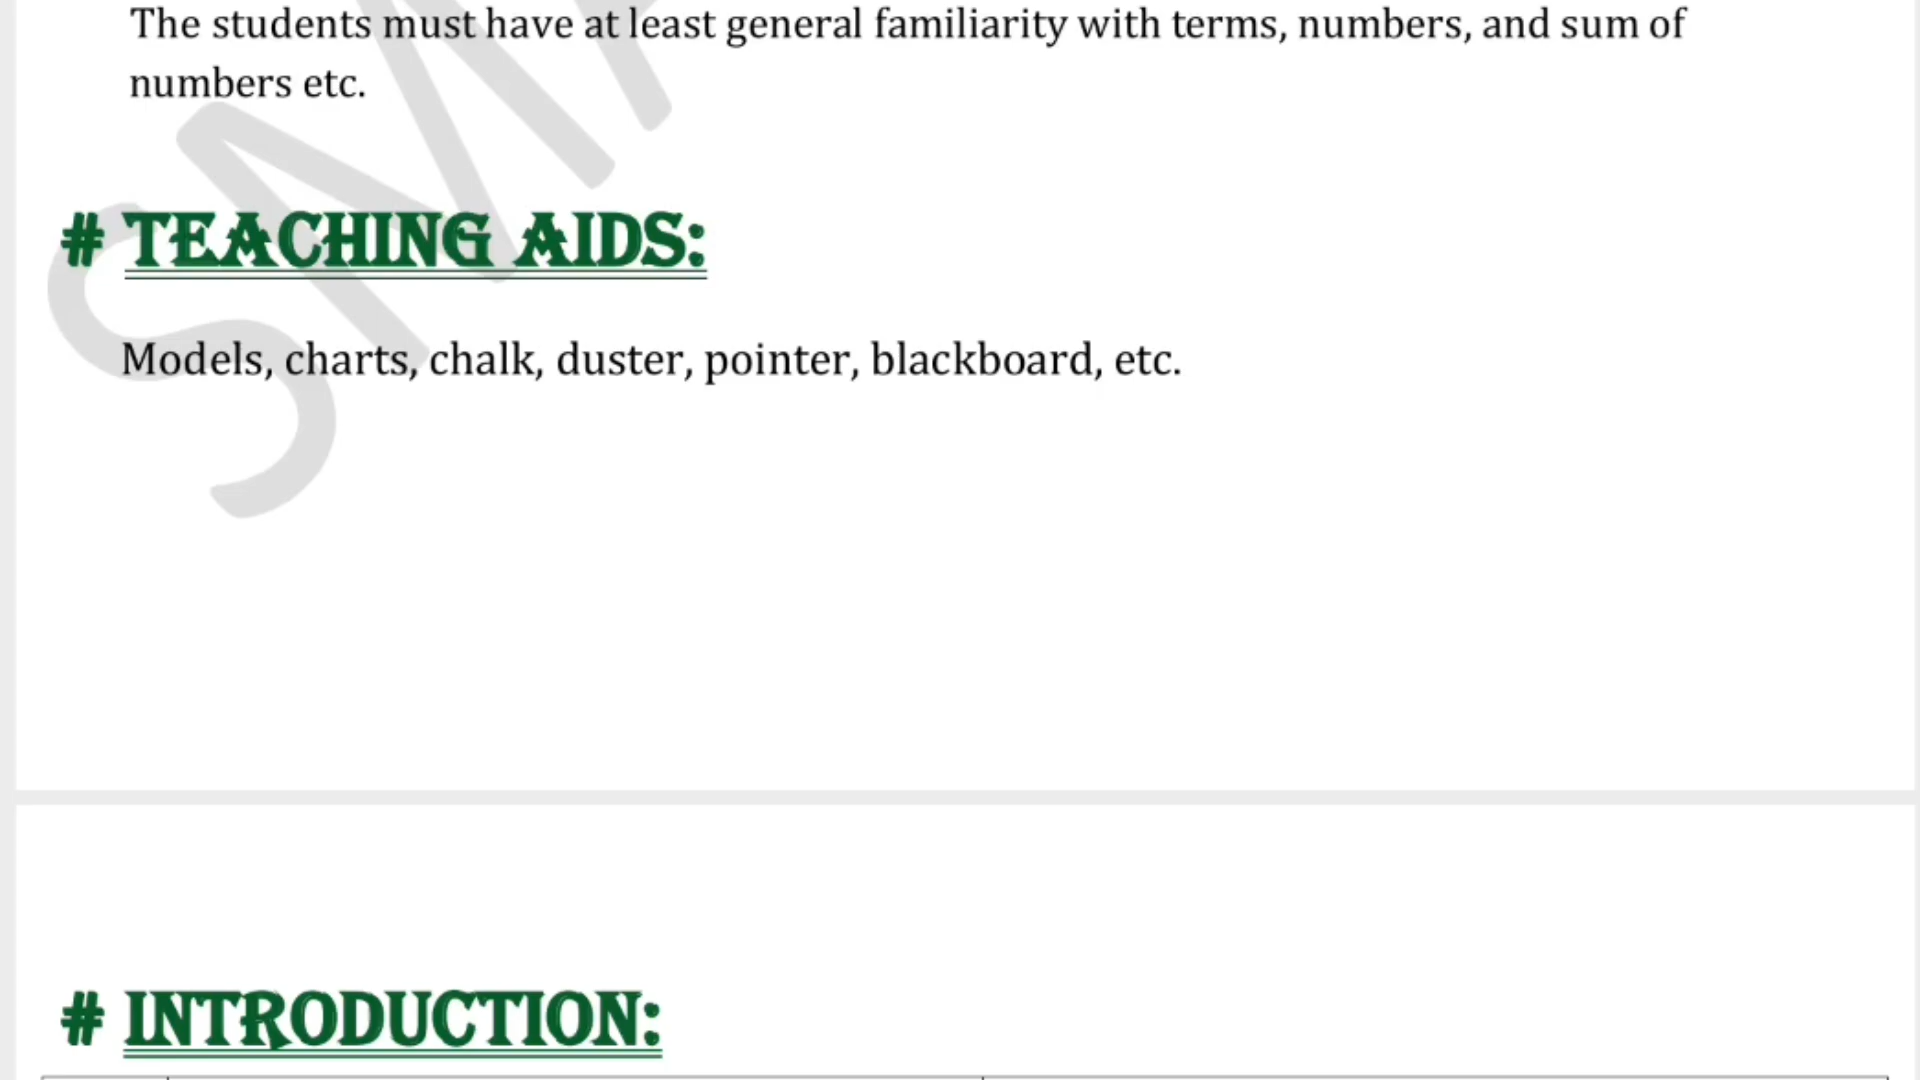 The students must have at least general familiarity with terms, numbers, and sum of
numbers etc.
# TEACHING AIDS:
Models, charts, chalk, duster, pointer, blackboard, etc.
# INTRODUCTION: